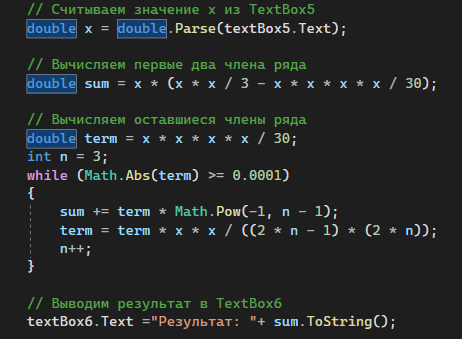 // Считываем значение x из TextBox5
double x = double.Parse(textBox5.Text);
// Вычисляем первые два члена ряда
double sum = x * (x * x / 3 - x * x * x * x / 30);
// Вычисляем оставшиеся члены ряда
double term = x * x * x * x / 30;
int n = 3;
while (Math.Abs(term) >= 0.0001)
{
sum += term * Math.Pow(-1, n - 1);
term = term * x * x / ((2 * n - 1) * (2 * n));
n++;
}
// Выводим результат в TextBox6
textBox6.Text ="Результат: "+ sum.ToString();